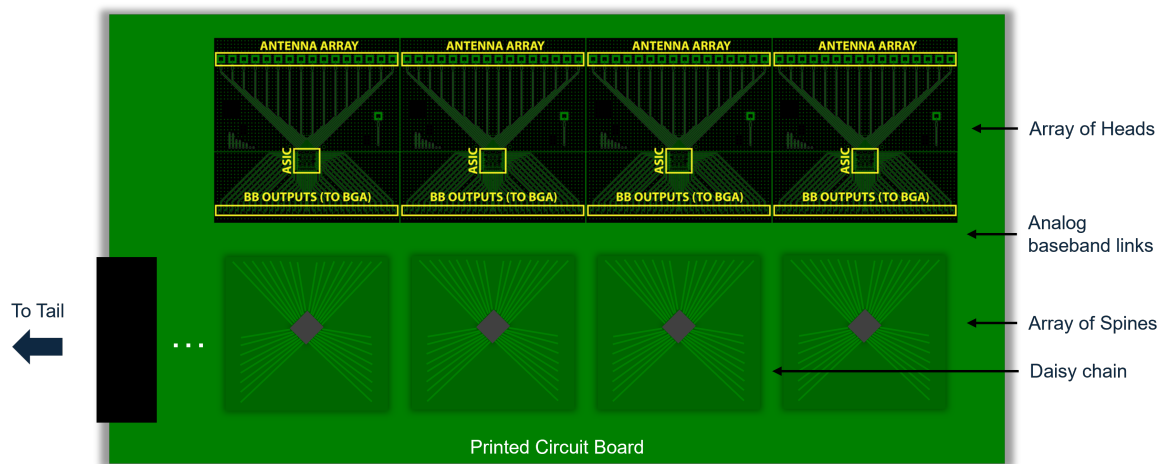 ANTENNA ARRAY
ANTENNA ARRAY
ANTENNA ARRAY
ANTENNA ARRAY
Array of Heads
ASIC
ASIC
ASIC
ASIC
BB OUTPUTS (TO BGA)
BB OUTPUTS (TO BGA)
BB OUTPUTS (TO BGA)
BB OUTPUTS (TO BGA)
Analog
baseband links
To Tail
...
Array of Spines
Daisy chain
Printed Circuit Board